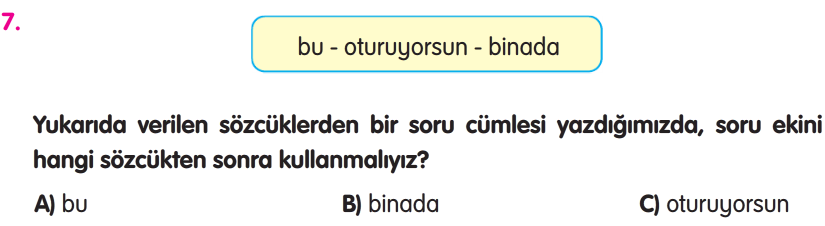 7.
bu - oturuyorsun - binada
Yukarıda verilen sözcüklerden bir soru cümlesi yazdığımızda, soru ekini
hangi sözcükten sonra kullanmalıyız?
A) bu B) binada C) oturuyorsun